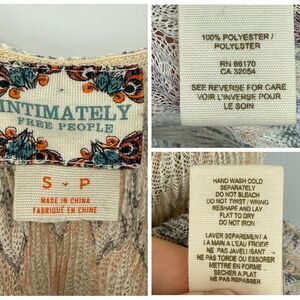 INTIMATELY
FREE PEOPLE
S - P
MADE IN CHINA
FABRIQUÉ EN CHINE
100% POLYESTER /
POLYESTER
RN 66170
CA 32054
SEE REVERSE FOR CARE
VOIR L'INVERSE POUR
LE SOIN
HAND WASH COLD
SEPARATELY
DO NOT BLEACH
DO NOT TWIST / WRING
RESHAPE AND LAY
FLAT TO DRY
DO NOT IRON
LAVER SEPAREMENT A
LA MAIN A L'EAU FROIDE
NE PAS JAVELLISANT
NE PAS TORDO OU ESSORER
METTRE EN FORME
SECHER A PLAT
NE PAS REPASSER